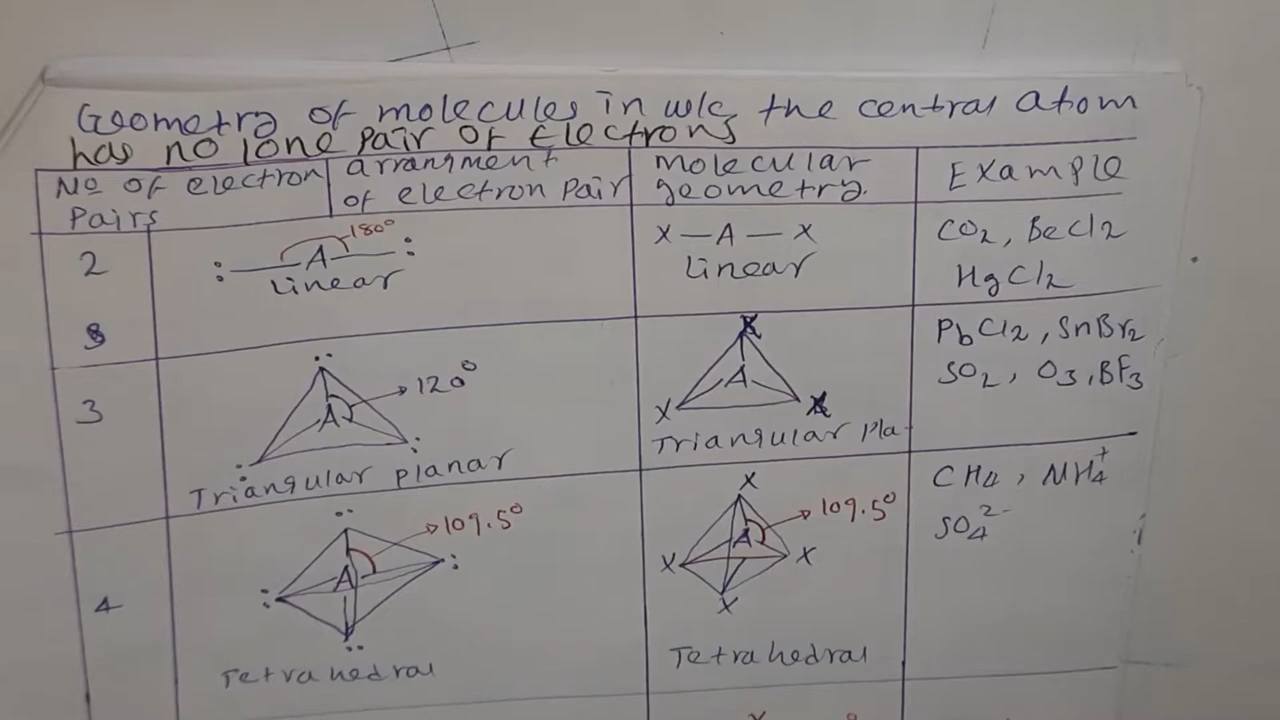 Geometry of molecules in w/c the central atom
has no lone pair of electrons
No of electron Pairs
arrangment of electron pair
molecular geometry.
Example
2
: — A — : 180°
Linear
X — A — X
Linear
CO2, BeCl2
HgCl2
3
A 120°
Triangular planar
X A X X
Triangular Pla
PbCl2, SnBr2
SO2, O3, BF3
4
A 109.5°
Tetrahedral
X X A X X 109.5°
Tetrahedral
CH4, NH4+
SO4 2-